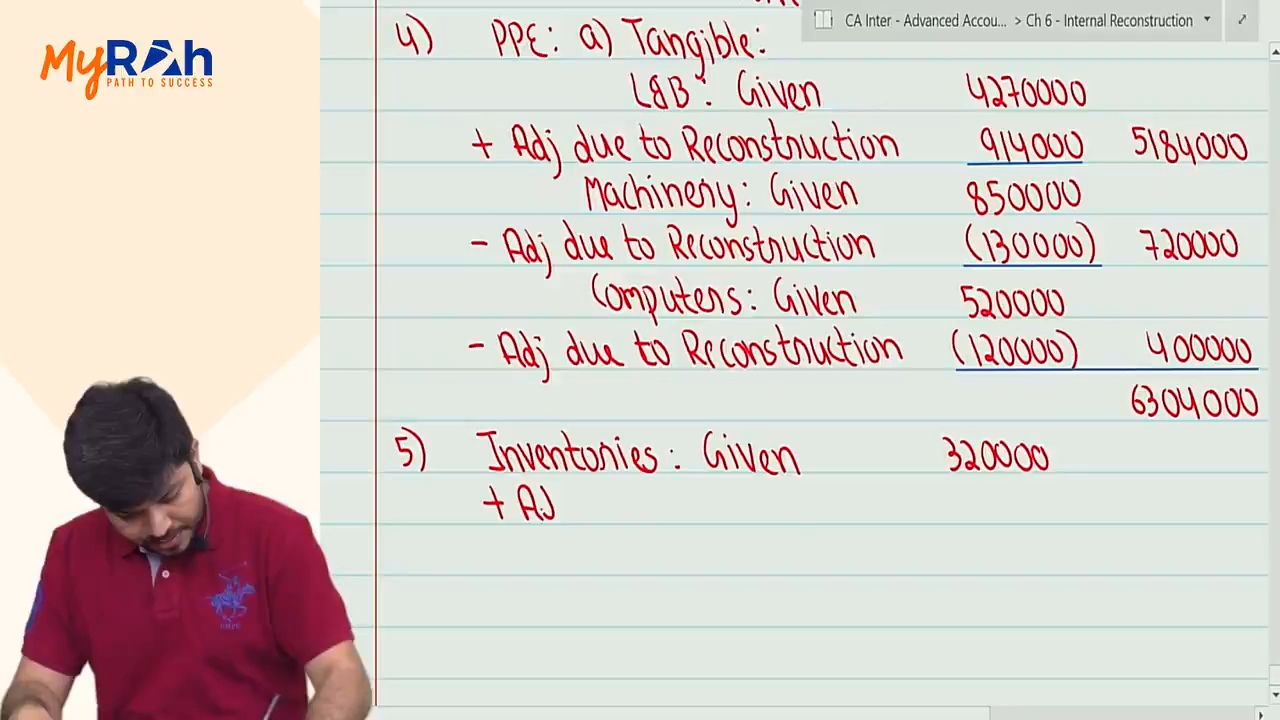 MyRAh
PATH TO SUCCESS
CA Inter - Advanced Accou... > Ch 6 - Internal Reconstruction
4) PPE: a) Tangible:
L&B: Given 4270000
+ Adj due to Reconstruction 914000 5184000
Machinery: Given 850000
- Adj due to Reconstruction (130000) 720000
Computers: Given 520000
- Adj due to Reconstruction (120000) 400000
6304000
5) Inventories: Given 320000
+ AJ